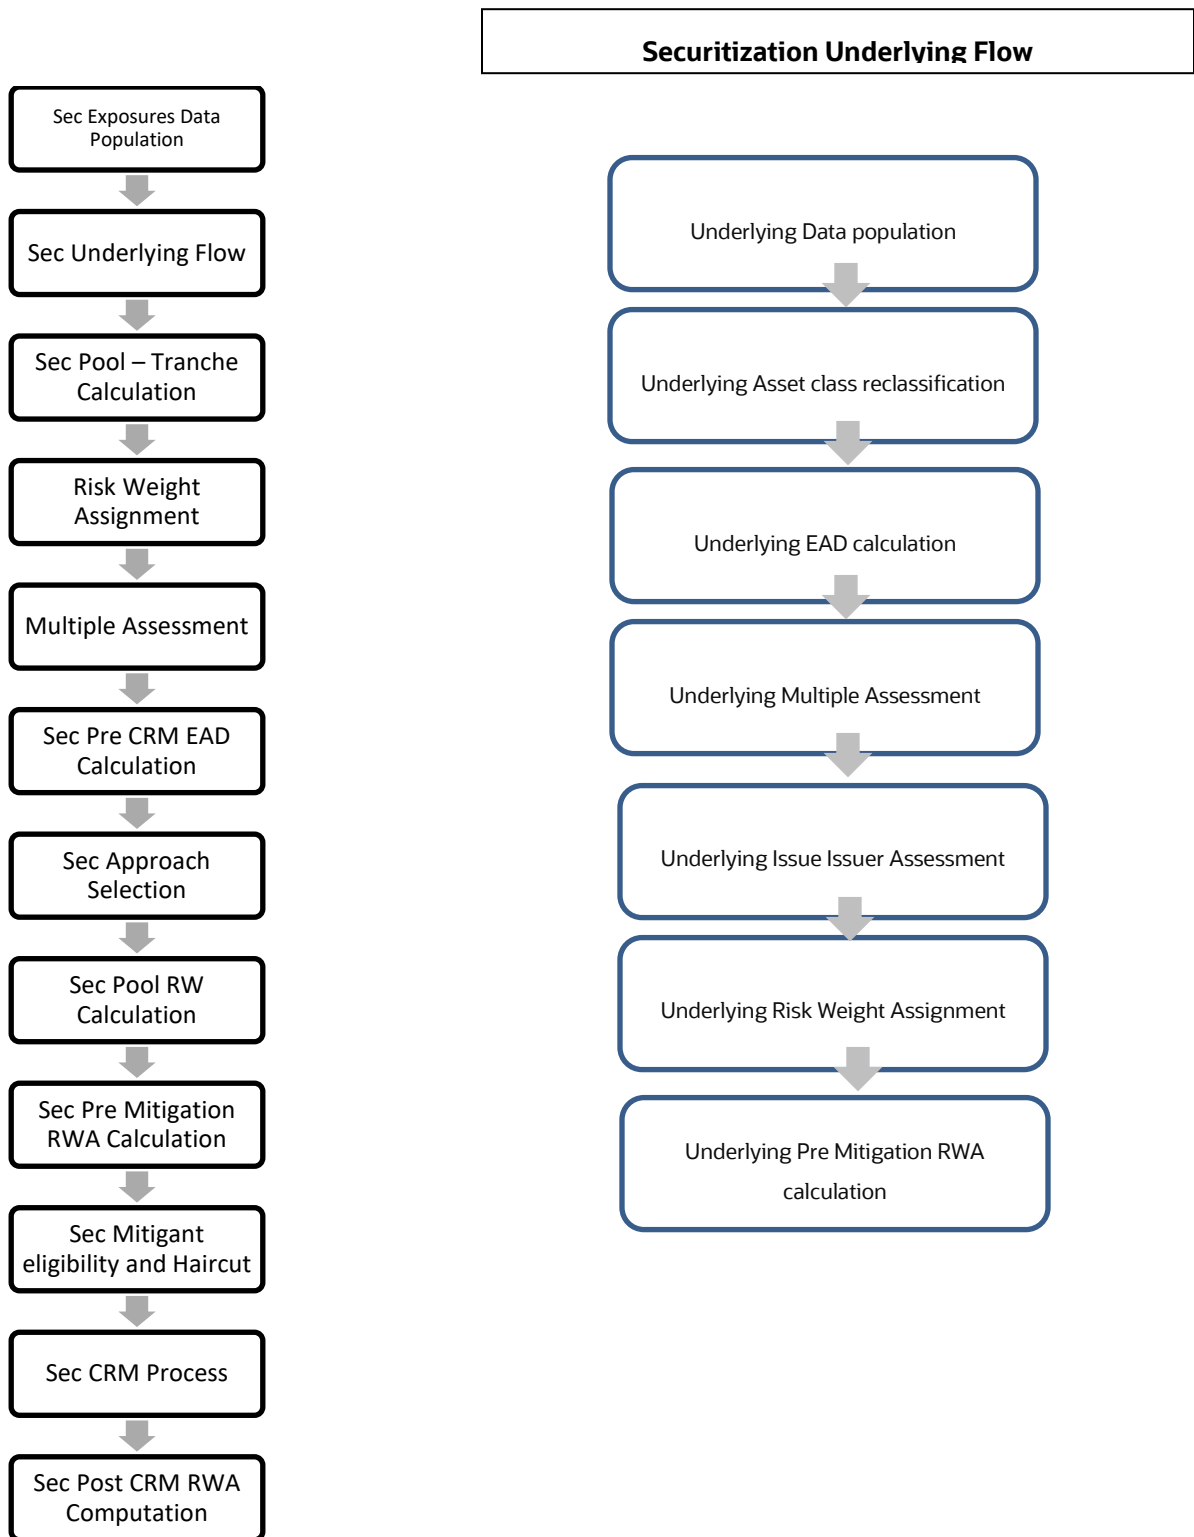 Securitization Underlying Flow
Sec Exposures Data
Population
Sec Underlying Flow
Sec Pool – Tranche
Calculation
Risk Weight
Assignment
Multiple Assessment
Sec Pre CRM EAD
Calculation
Sec Approach
Selection
Sec Pool RW
Calculation
Sec Pre Mitigation
RWA Calculation
Sec Mitigant
eligibility and Haircut
Sec CRM Process
Sec Post CRM RWA
Computation
Underlying Data population
Underlying Asset class reclassification
Underlying EAD calculation
Underlying Multiple Assessment
Underlying Issue Issuer Assessment
Underlying Risk Weight Assignment
Underlying Pre Mitigation RWA
calculation